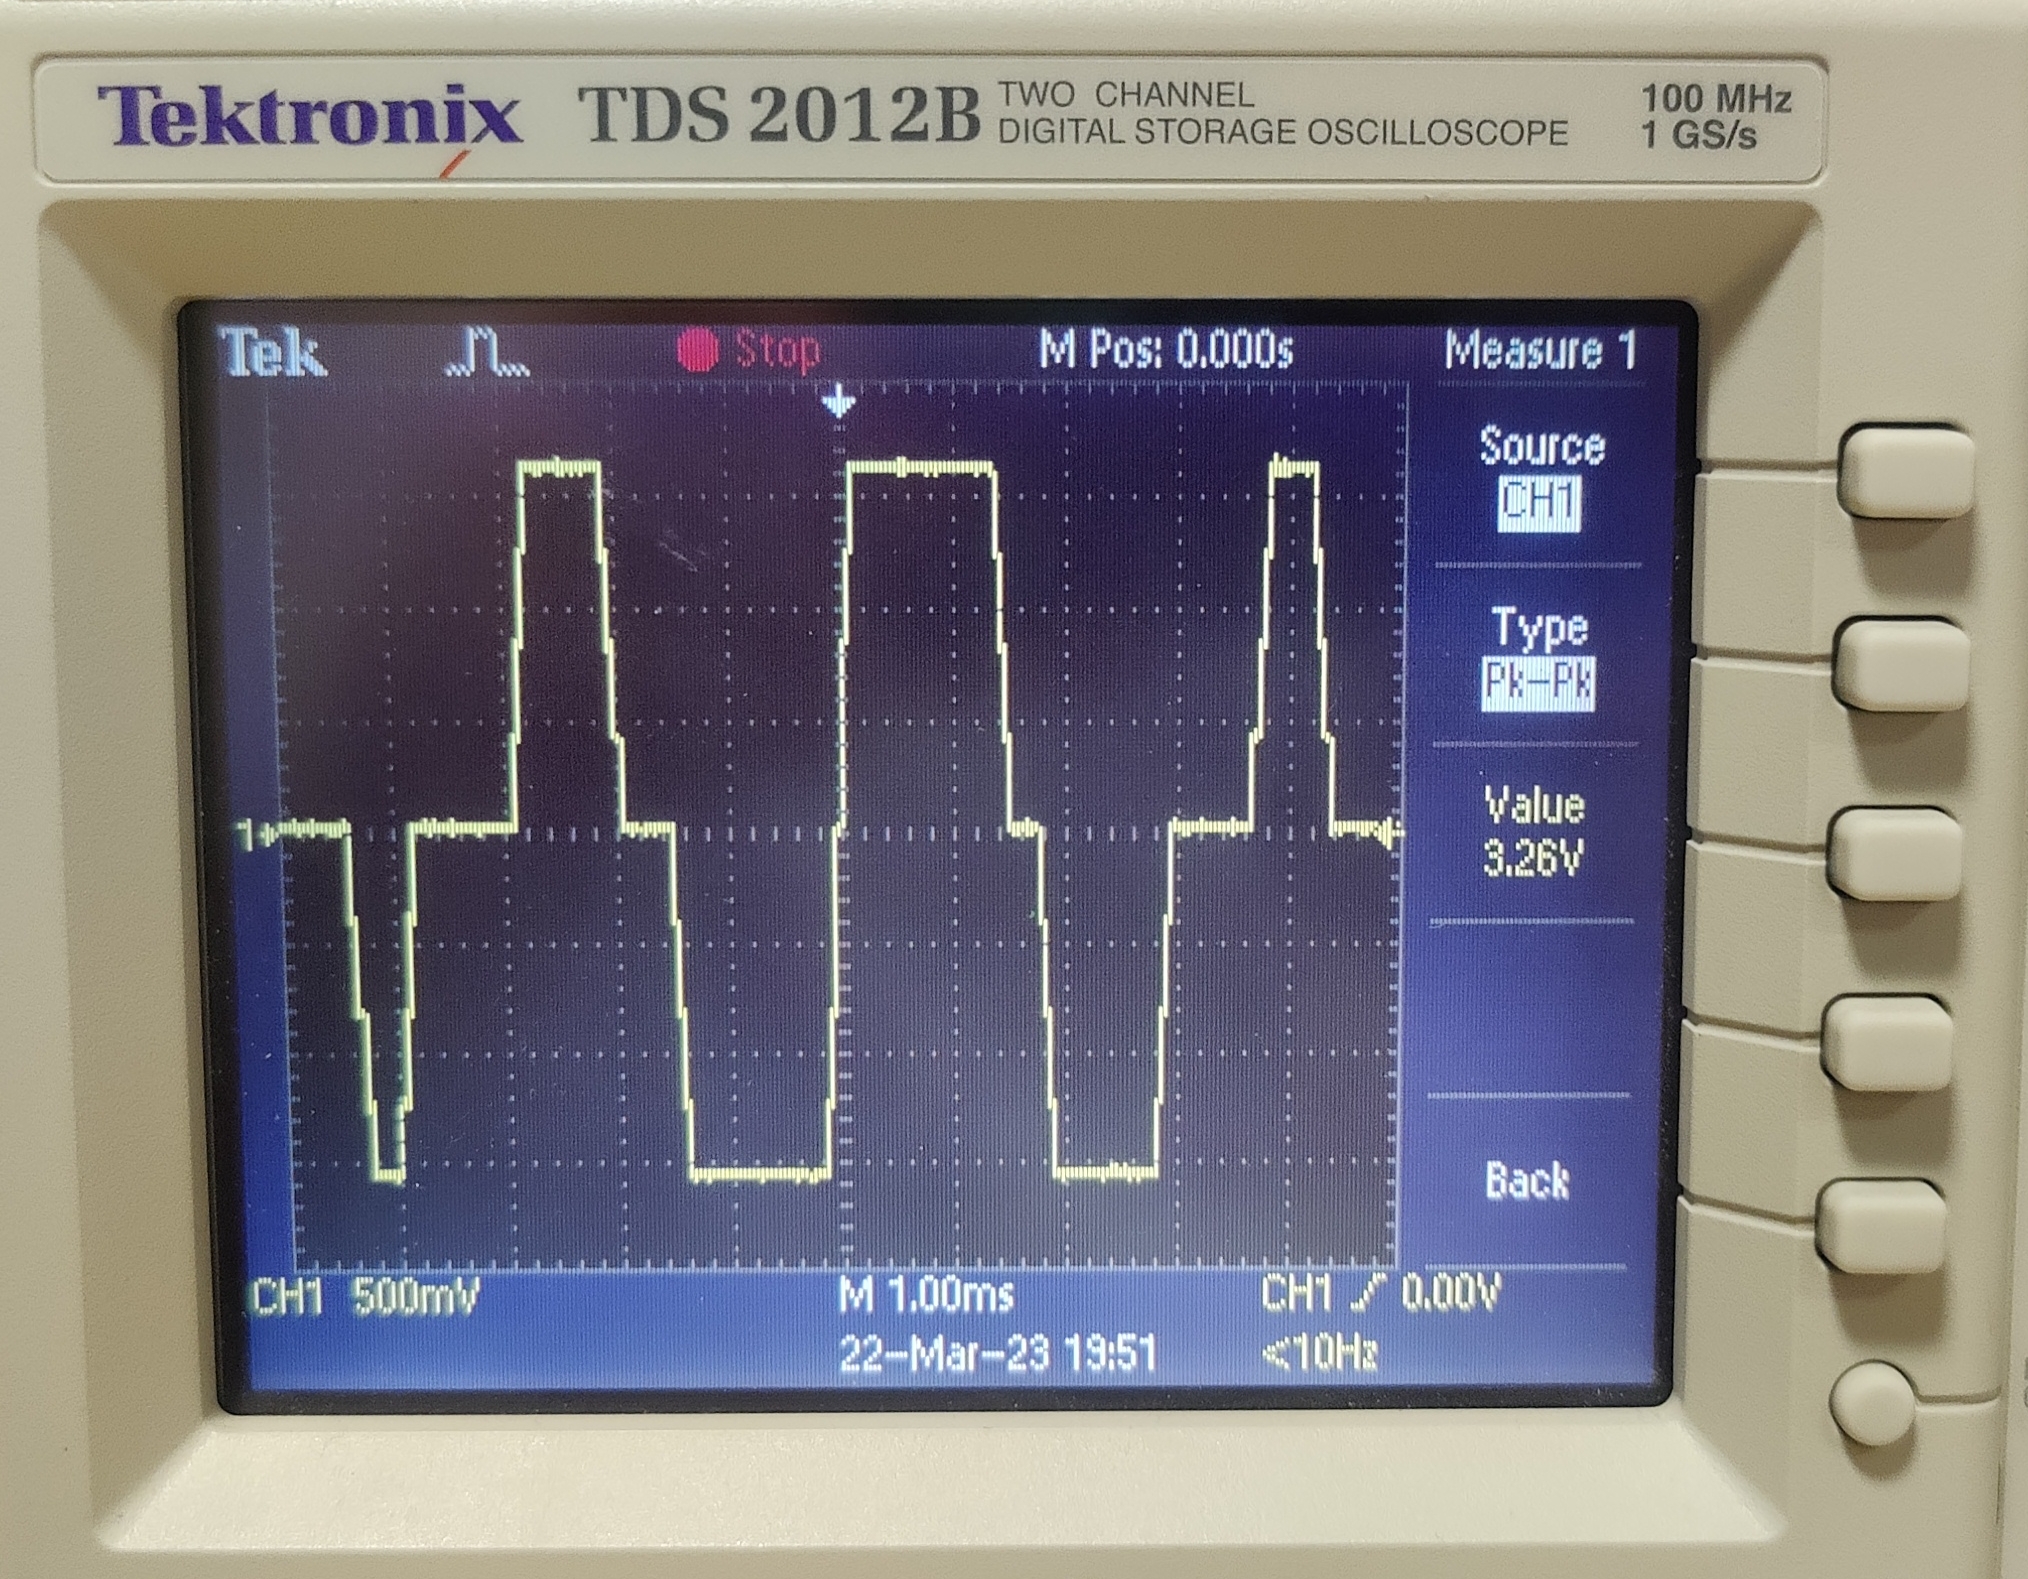 Tektronix TDS 2012B TWO CHANNEL DIGITAL STORAGE OSCILLOSCOPE 100 MHz 1 GS/s
Tek Stop M Pos: 0.000s Measure 1
Source
CH1
Type
Pk-Pk
1
Value
3.26V
Back
CH1 500mV M 1.00ms CH1 0.00V
22-Mar-23 19:51 <10Hz